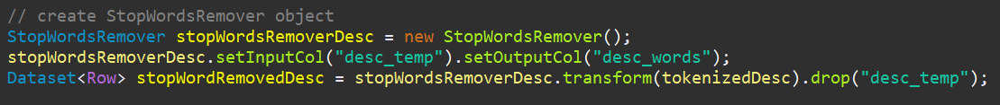 // create StopWordsRemover object
StopWordsRemover stopWordsRemoverDesc = new StopWordsRemover();
stopWordsRemoverDesc.setInputCol("desc_temp").setOutputCol("desc_words");
Dataset<Row> stopWordRemovedDesc = stopWordsRemoverDesc.transform(tokenizedDesc).drop("desc_temp");